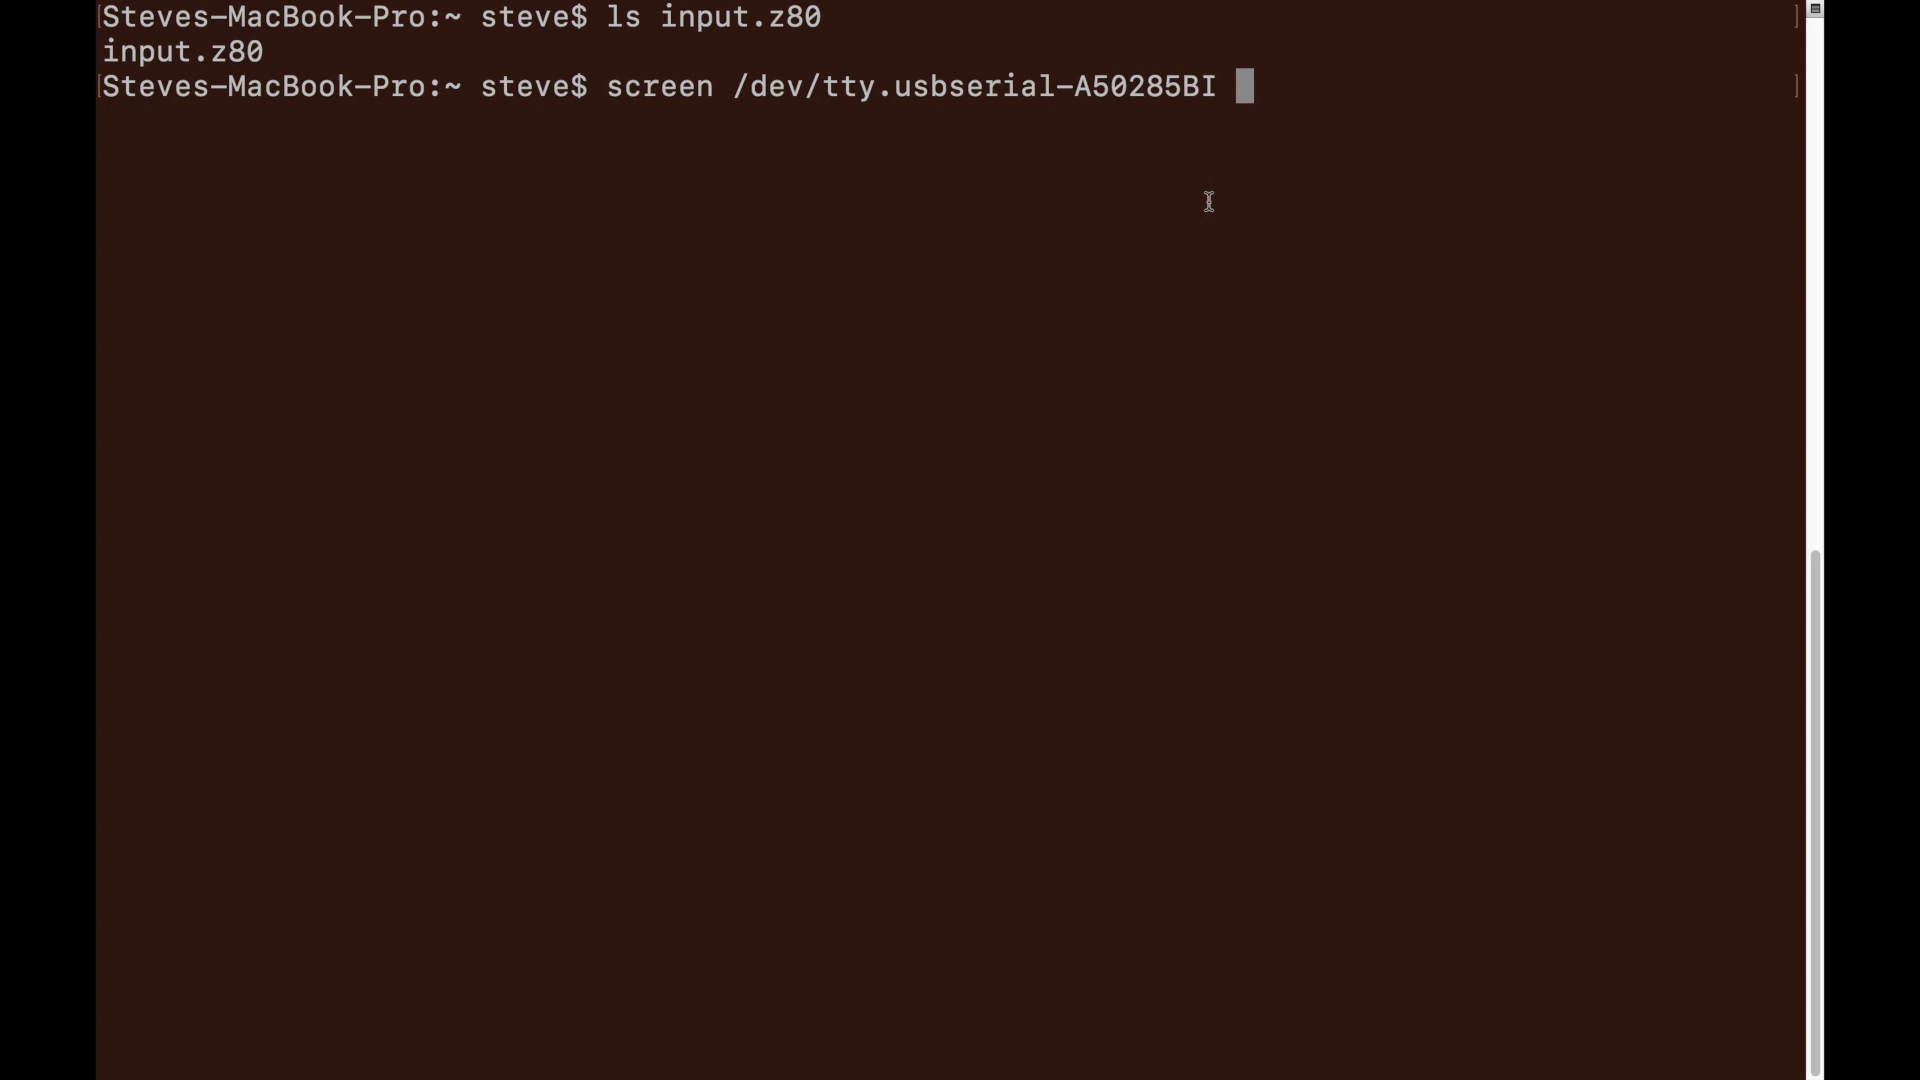 [Steves-MacBook-Pro:~ steve$ ls input.z80 ]
input.z80
[Steves-MacBook-Pro:~ steve$ screen /dev/tty.usbserial-A50285BI ]